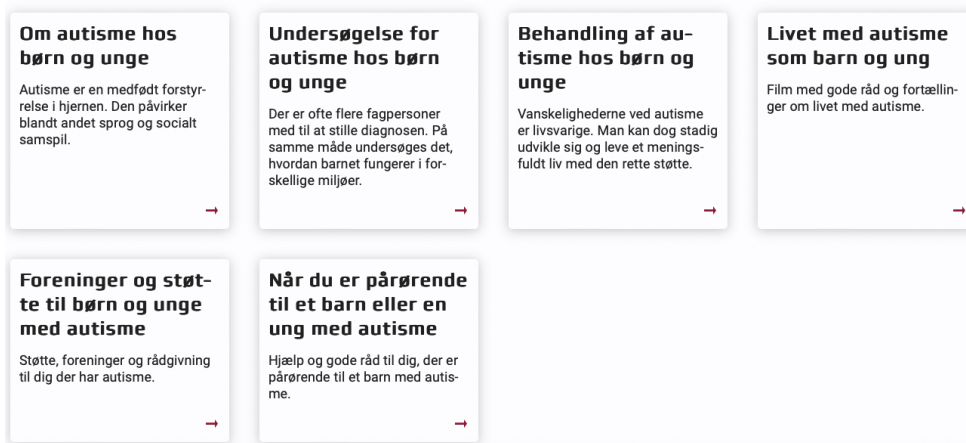 Om autisme hos
børn og unge
Autisme er en medfødt forstyr-
relse i hjernen. Den påvirker
blandt andet sprog og socialt
samspil.
Undersøgelse for
autisme hos børn
og unge
Der er ofte flere fagpersoner
med til at stille diagnosen. På
samme måde undersøges det,
hvordan barnet fungerer i for-
skellige miljøer.
Behandling af au-
tisme hos børn og
unge
Vanskelighederne ved autisme
er livsvarige. Man kan dog stadig
udvikle sig og leve et menings-
fuldt liv med den rette støtte.
Livet med autisme
som barn og ung
Film med gode råd og fortællin-
ger om livet med autisme.
Foreninger og støt-
te til børn og unge
med autisme
Støtte, foreninger og rådgivning
til dig der har autisme.
Når du er pårørende
til et barn eller en
ung med autisme
Hjælp og gode råd til dig, der er
pårørende til et barn med autis-
me.